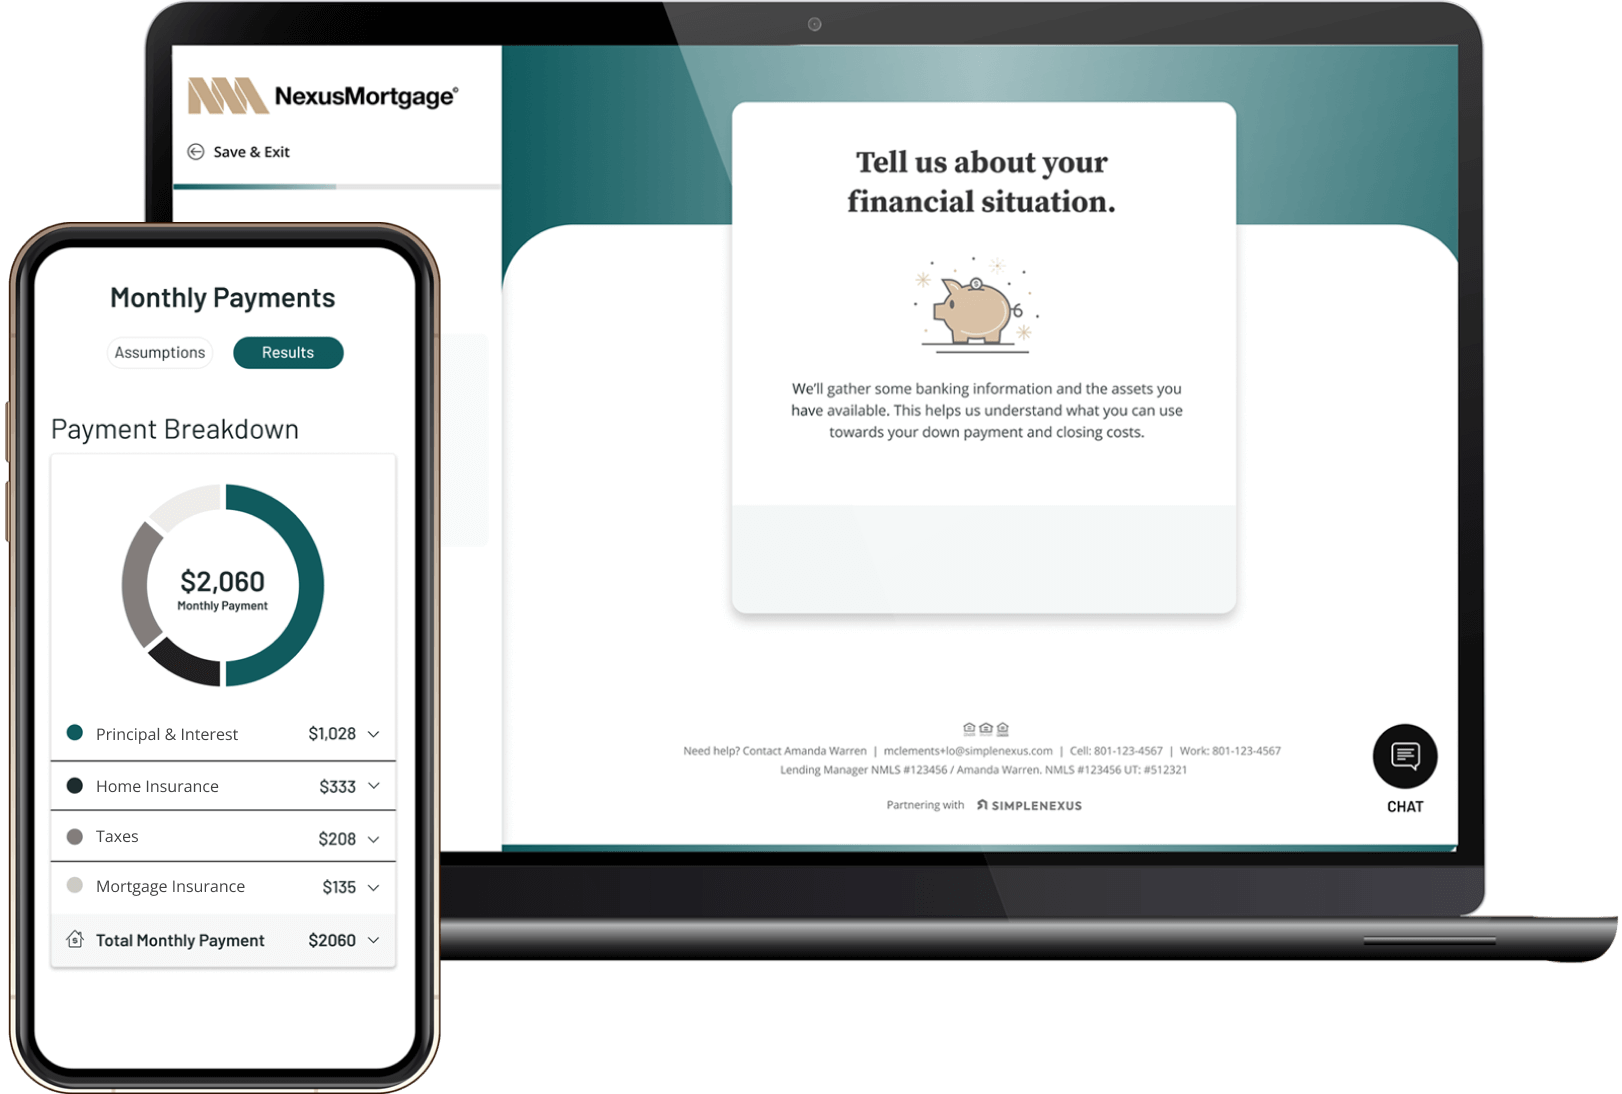 NexusMortgage®
Save & Exit
Tell us about your
financial situation.
We'll gather some banking information and the assets you
have available. This helps us understand what you can use
towards your down payment and closing costs.
Need help? Contact Amanda Warren | mclements+lo@simplenexus.com | Cell: 801-123-4567 | Work: 801-123-4567
Lending Manager NMLS #123456 / Amanda Warren. NMLS #123456 UT: #512321
Partnering with SIMPLENEXUS
CHAT
Monthly Payments
Assumptions Results
Payment Breakdown
$2,060
Monthly Payment
Principal & Interest $1,028
Home Insurance $333
Taxes $208
Mortgage Insurance $135
Total Monthly Payment $2060